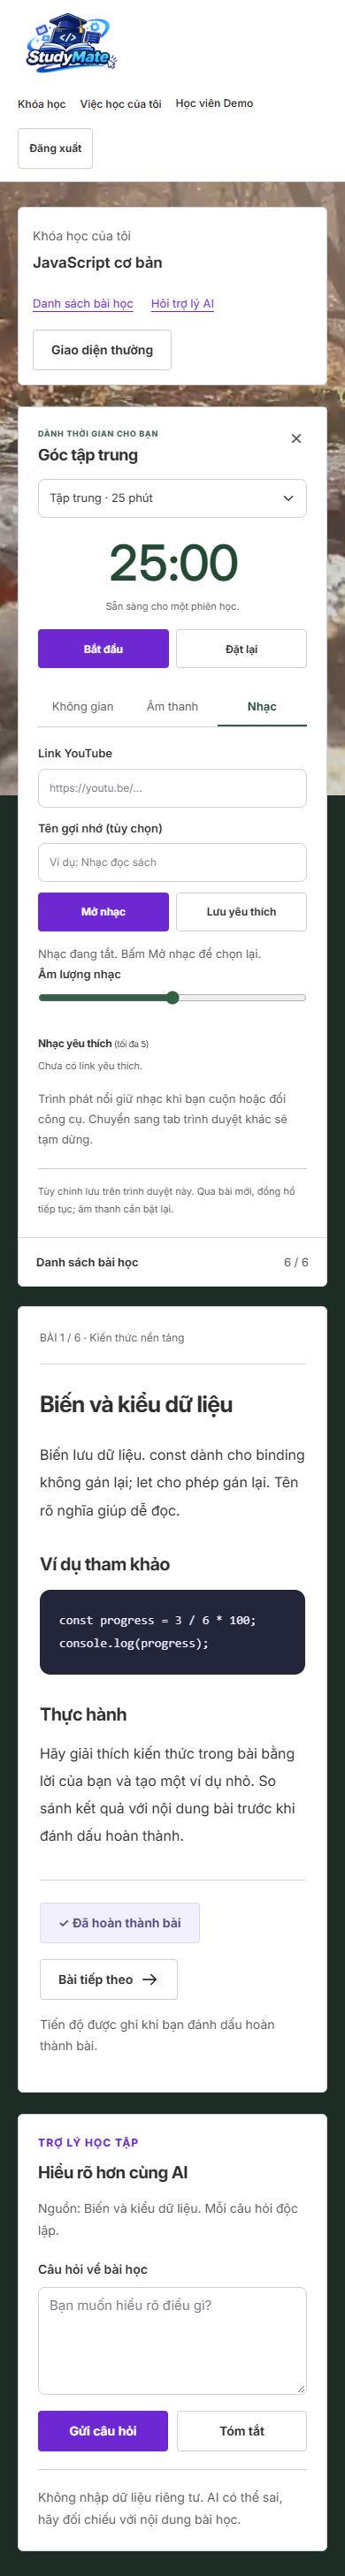 </>
StudyMate
Khóa học Việc học của tôi Học viên Demo
Đăng xuất
Khóa học của tôi
JavaScript cơ bản
Danh sách bài học Hỏi trợ lý AI
Giao diện thường
DÀNH THỜI GIAN CHO BẠN
Góc tập trung
Tập trung · 25 phút
25:00
Sẵn sàng cho một phiên học.
Bắt đầu Đặt lại
Không gian Âm thanh Nhạc
Link YouTube
https://youtu.be/...
Tên gợi nhớ (tùy chọn)
Ví dụ: Nhạc đọc sách
Mở nhạc Lưu yêu thích
Nhạc đang tắt. Bấm Mở nhạc để chọn lại.
Âm lượng nhạc
Nhạc yêu thích (tối đa 5)
Chưa có link yêu thích.
Trình phát nổi giữ nhạc khi bạn cuộn hoặc đổi
công cụ. Chuyển sang tab trình duyệt khác sẽ
tạm dừng.
Tùy chỉnh lưu trên trình duyệt này. Qua bài mới, đồng hồ
tiếp tục; âm thanh cần bật lại.
Danh sách bài học 6 / 6
BÀI 1 / 6 · Kiến thức nền tảng
Biến và kiểu dữ liệu
Biến lưu dữ liệu. const dành cho binding
không gán lại; let cho phép gán lại. Tên
rõ nghĩa giúp dễ đọc.
Ví dụ tham khảo
const progress = 3 / 6 * 100;
console.log(progress);
Thực hành
Hãy giải thích kiến thức trong bài bằng
lời của bạn và tạo một ví dụ nhỏ. So
sánh kết quả với nội dung bài trước khi
đánh dấu hoàn thành.
✓ Đã hoàn thành bài
Bài tiếp theo →
Tiến độ được ghi khi bạn đánh dấu hoàn
thành bài.
TRỢ LÝ HỌC TẬP
Hiểu rõ hơn cùng AI
Nguồn: Biến và kiểu dữ liệu. Mỗi câu hỏi độc
lập.
Câu hỏi về bài học
Bạn muốn hiểu rõ điều gì?
Gửi câu hỏi Tóm tắt
Không nhập dữ liệu riêng tư. AI có thể sai,
hãy đối chiếu với nội dung bài học.